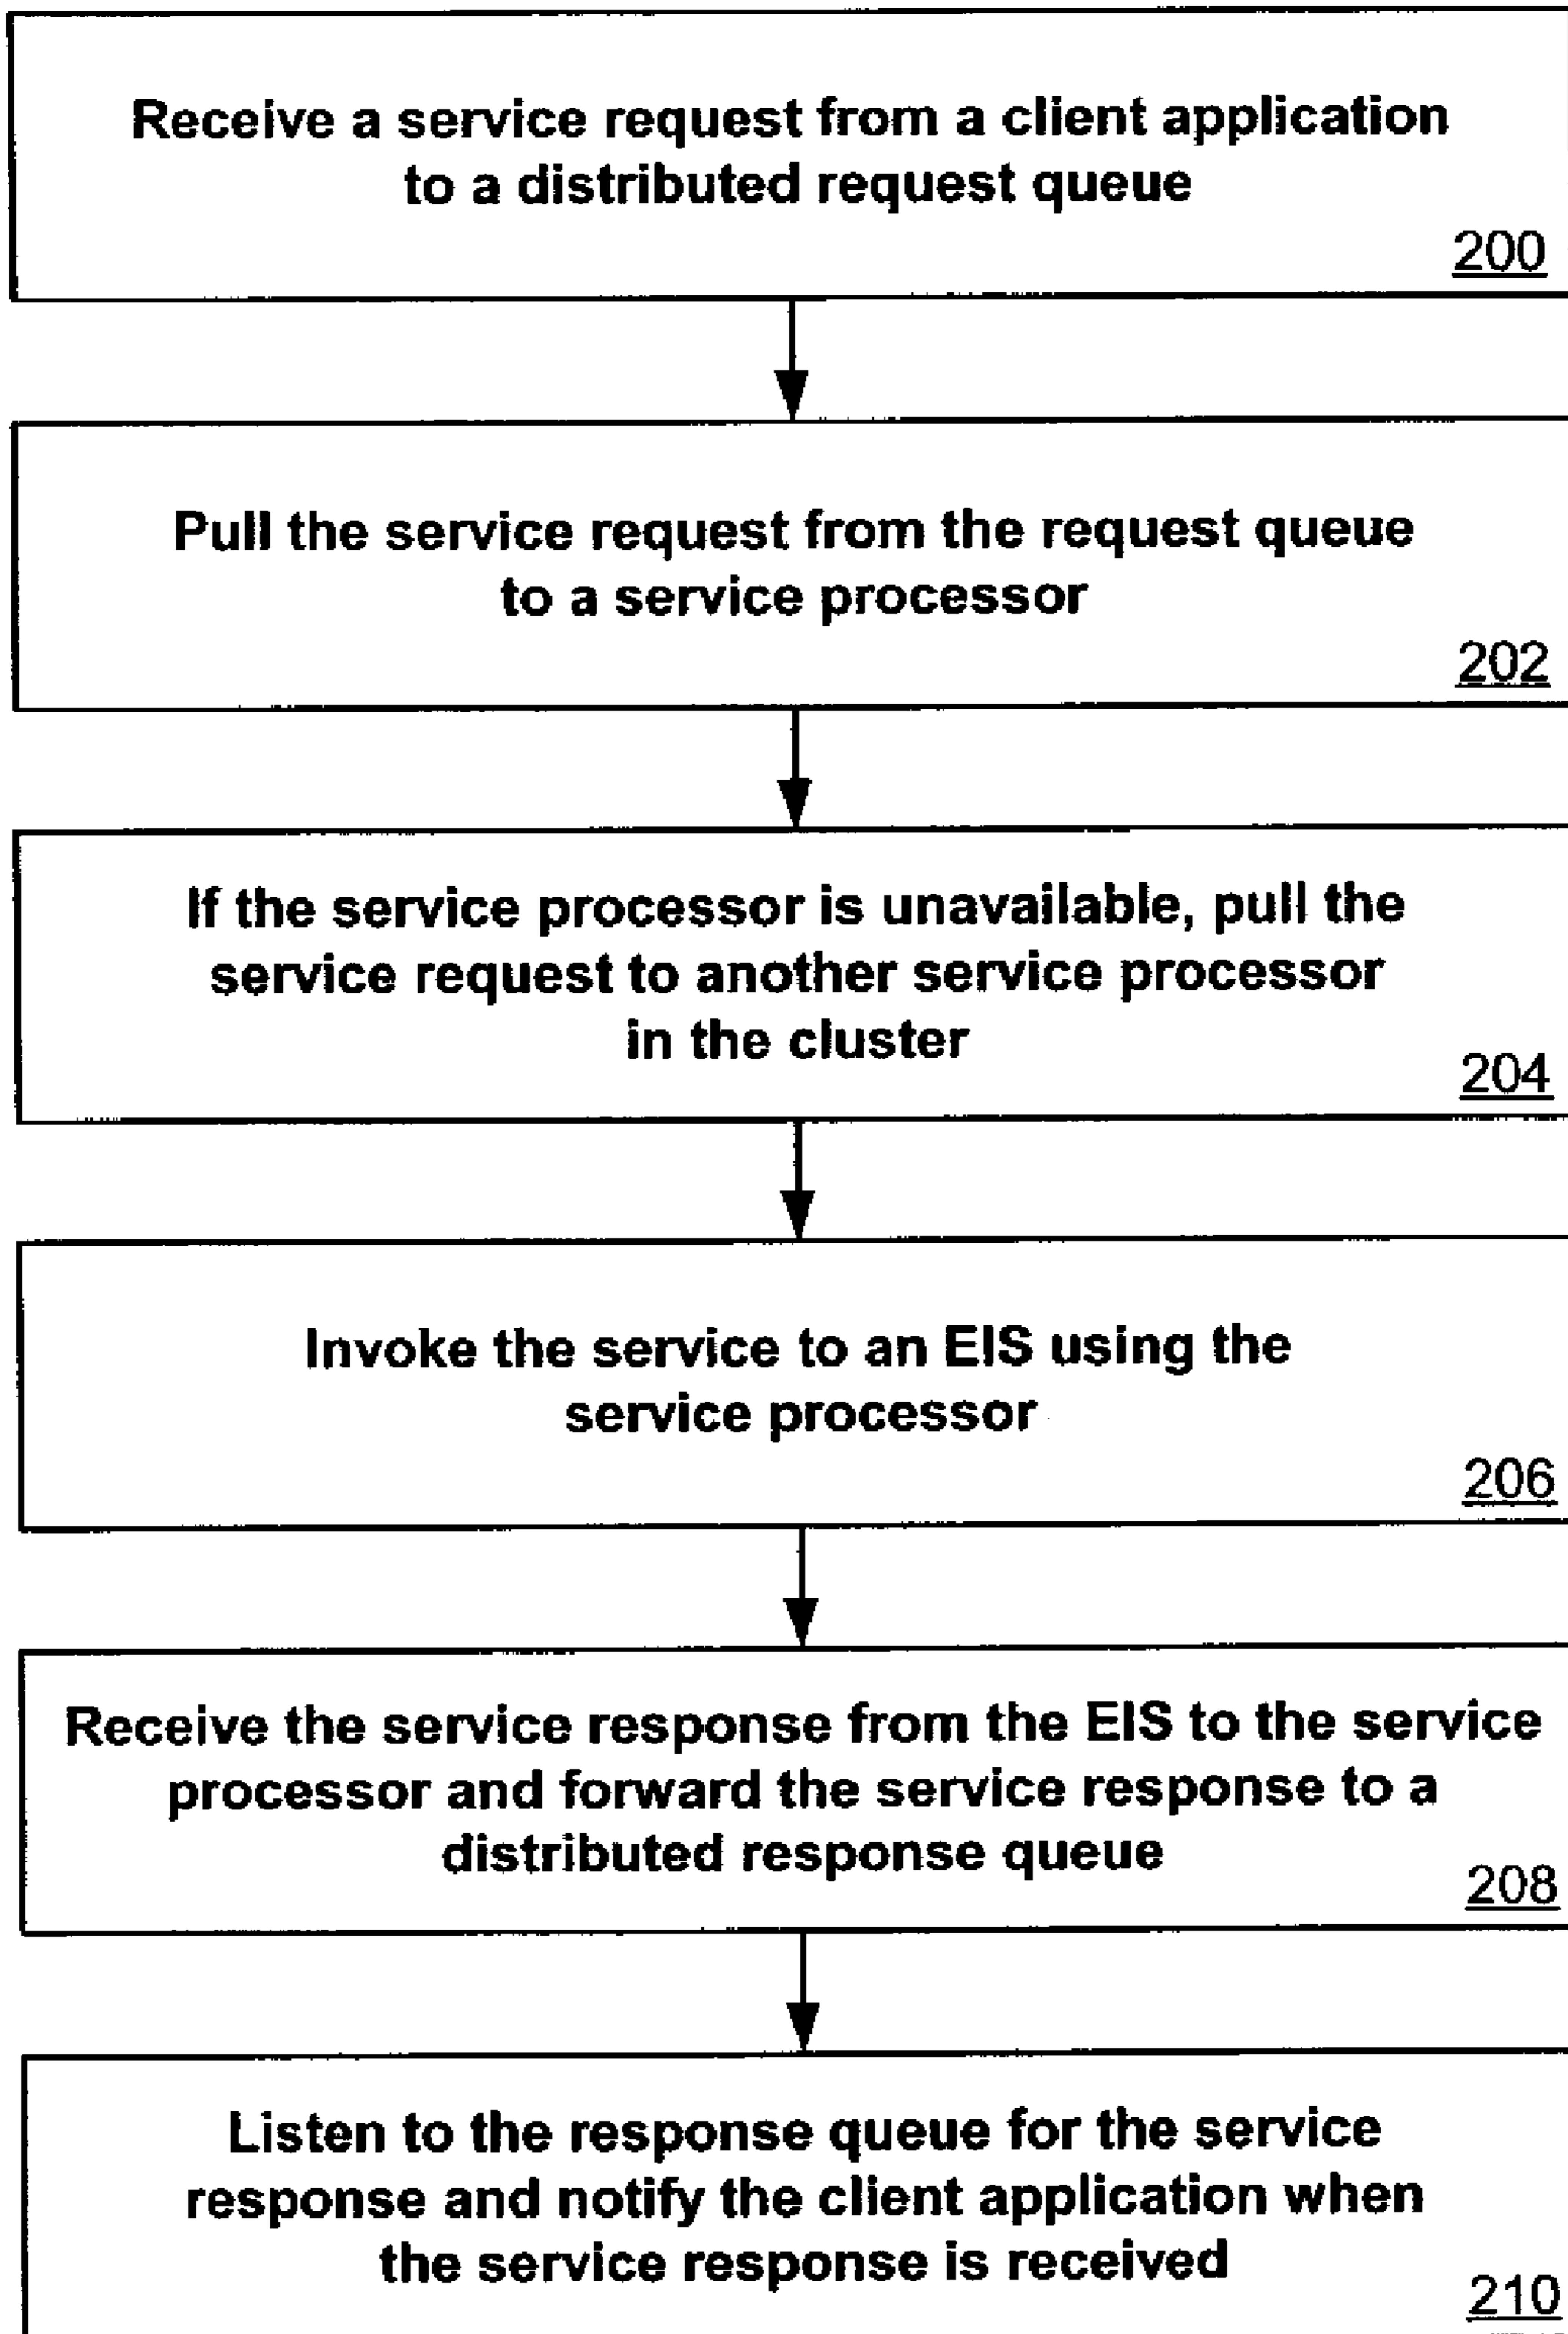 Receive a service request from a client application
to a distributed request queue
200
Pull the service request from the request queue
to a service processor
202
If the service processor is unavailable, pull the
service request to another service processor
in the cluster
204
Invoke the service to an EIS using the
service processor
206
Receive the service response from the EIS to the service
processor and forward the service response to a
distributed response queue
208
Listen to the response queue for the service
response and notify the client application when
the service response is received
210